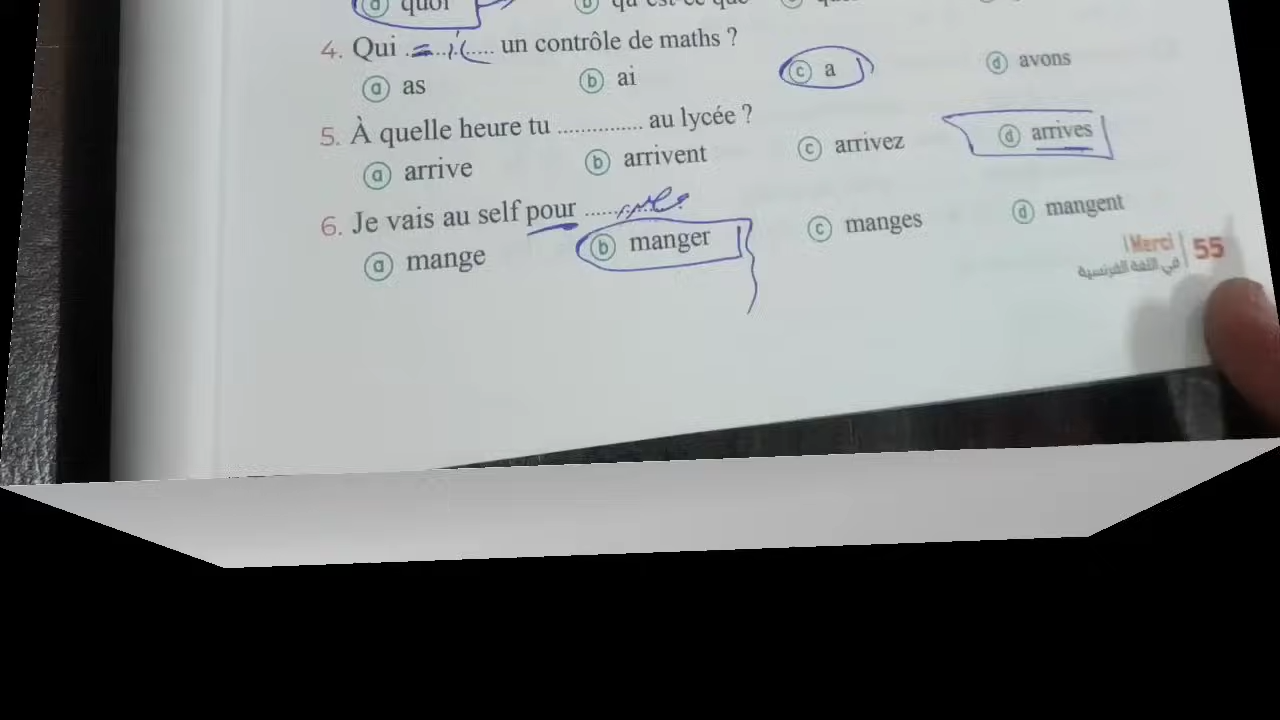 ⓐ quoi
4. Qui .............. un contrôle de maths ?
ⓐ as ⓑ ai ⓒ a ⓓ avons
5. À quelle heure tu .............. au lycée ?
ⓐ arrive ⓑ arrivent ⓒ arrivez ⓓ arrives
6. Je vais au self pour ..............
ⓐ mange ⓑ manger ⓒ manges ⓓ mangent
Merci 55
في اللغة الفرنسية